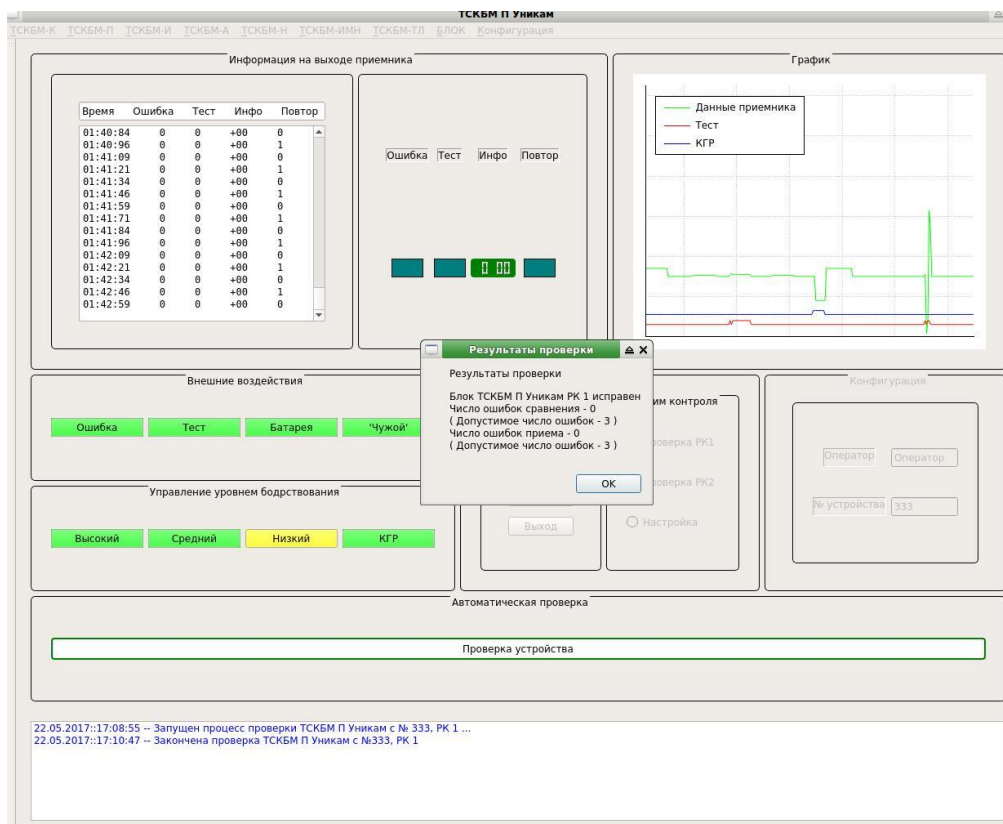 ТСКБМ П Уникам
ТСКБМ-К ТСКБМ-П ТСКБМ-И ТСКБМ-А ТСКБМ-Н ТСКБМ-ИМН ТСКБМ-ТЛ БЛОК Конфигурация
Информация на выходе приемника
Время Ошибка Тест Инфо Повтор
01:40:84 0 0 +00 0
01:40:96 0 0 +00 1
01:41:09 0 0 +00 0
01:41:21 0 0 +00 1
01:41:34 0 0 +00 0
01:41:46 0 0 +00 1
01:41:59 0 0 +00 0
01:41:71 0 0 +00 1
01:41:84 0 0 +00 0
01:41:96 0 0 +00 1
01:42:09 0 0 +00 0
01:42:21 0 0 +00 1
01:42:34 0 0 +00 0
01:42:46 0 0 +00 1
01:42:59 0 0 +00 0
Ошибка Тест Инфо Повтор
0 00
График
Данные приемника
Тест
КГР
Внешние воздействия
Ошибка Тест Батарея 'Чужой'
Управление уровнем бодрствования
Высокий Средний Низкий КГР
Результаты проверки
Результаты проверки
Блок ТСКБМ П Уникам РК 1 исправен
Число ошибок сравнения - 0
( Допустимое число ошибок - 3 )
Число ошибок приема - 0
( Допустимое число ошибок - 3 )
OK
Выход
контроля
РК1
РК2
Настройка
Конфигурация
Оператор Оператор
№ устройства 333
Автоматическая проверка
Проверка устройства
22.05.2017::17:08:55 -- Запущен процесс проверки ТСКБМ П Уникам с № 333, РК 1 ...
22.05.2017::17:10:47 -- Закончена проверка ТСКБМ П Уникам с №333, РК 1